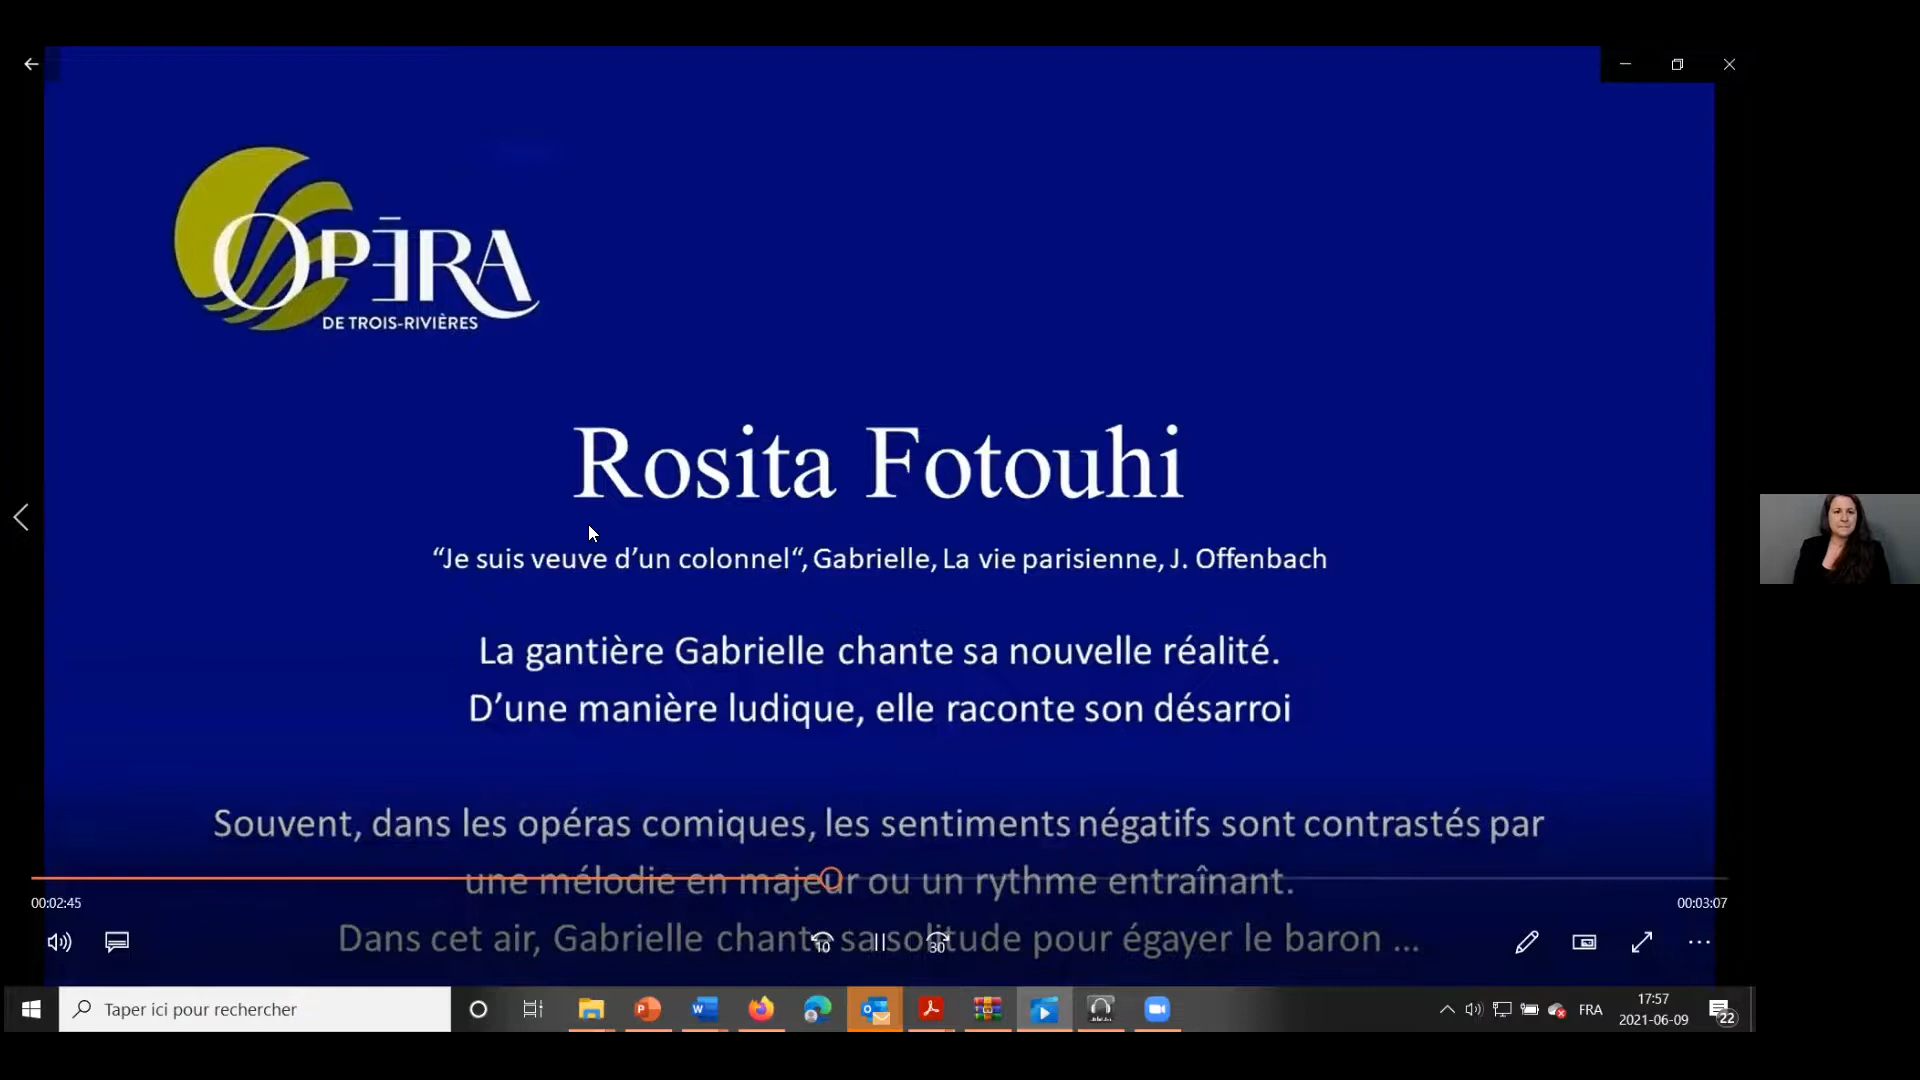 OPÉRA
DE TROIS-RIVIÈRES
Rosita Fotouhi
“Je suis veuve d’un colonnel“, Gabrielle, La vie parisienne, J. Offenbach
La gantière Gabrielle chante sa nouvelle réalité.
D’une manière ludique, elle raconte son désarroi
Souvent, dans les opéras comiques, les sentiments négatifs sont contrastés par
une mélodie en majeur ou un rythme entraînant.
00:02:45
00:03:07
Dans cet air, Gabrielle chante sa solitude pour égayer le baron ...
10
30
Taper ici pour rechercher
FRA
17:57
2021-06-09
22